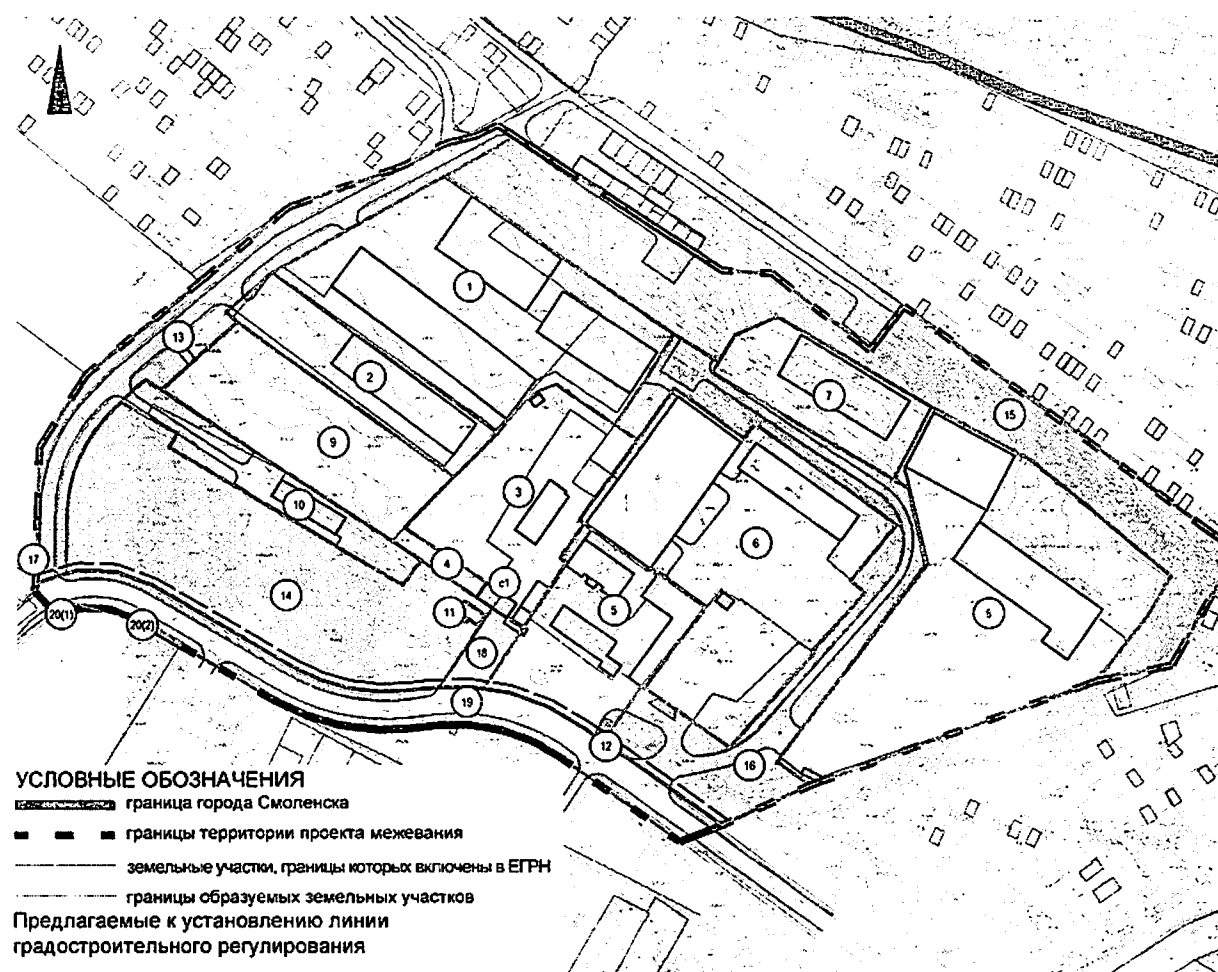 1
13
2
7
15
9
3
10
6
4
с1
17
14
11
5
5
20(1)
20(2)
18
19
12
16
УСЛОВНЫЕ ОБОЗНАЧЕНИЯ
граница города Смоленска
границы территории проекта межевания
земельные участки, границы которых включены в ЕГРН
границы образуемых земельных участков
Предлагаемые к установлению линии
градостроительного регулирования